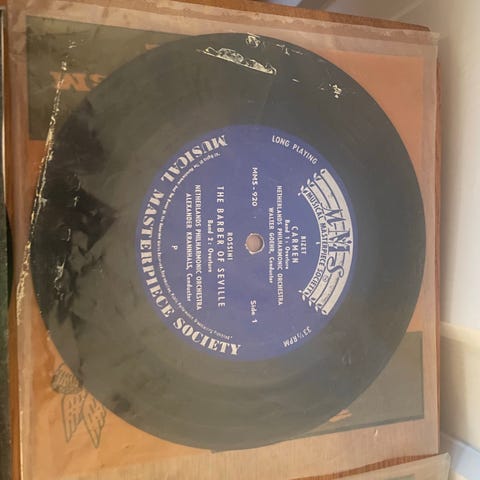 MMS
MUSICAL MASTERPIECE SOCIETY
LONG PLAYING
33⅓ RPM
BIZET
CARMEN
Band 1: Overture
NETHERLANDS PHILHARMONIC ORCHESTRA
WALTER GOEHR, Conductor
MMS-920
Side 1
ROSSINI
THE BARBER OF SEVILLE
Band 2: Overture
NETHERLANDS PHILHARMONIC ORCHESTRA
ALEXANDER KRANNHALS, Conductor
P
MUSICAL MASTERPIECE SOCIETY